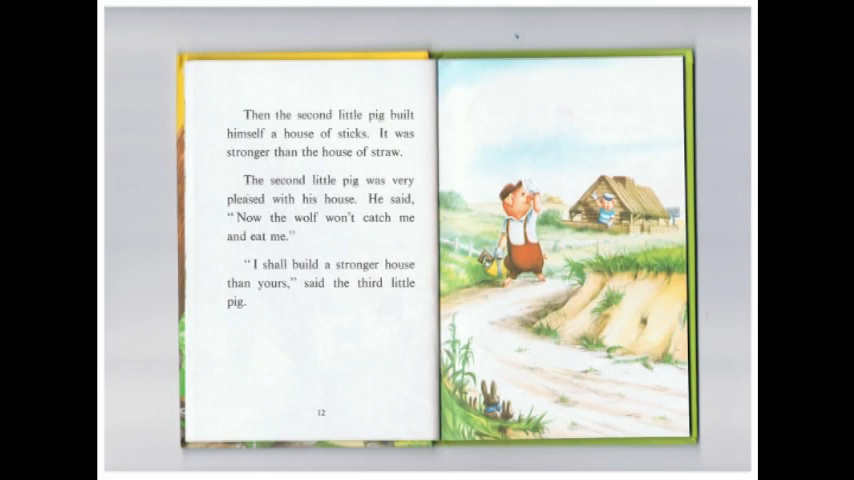 Then the second little pig built
himself a house of sticks. It was
stronger than the house of straw.
The second little pig was very
pleased with his house. He said,
"Now the wolf won't catch me
and eat me."
"I shall build a stronger house
than yours," said the third little
pig.
12